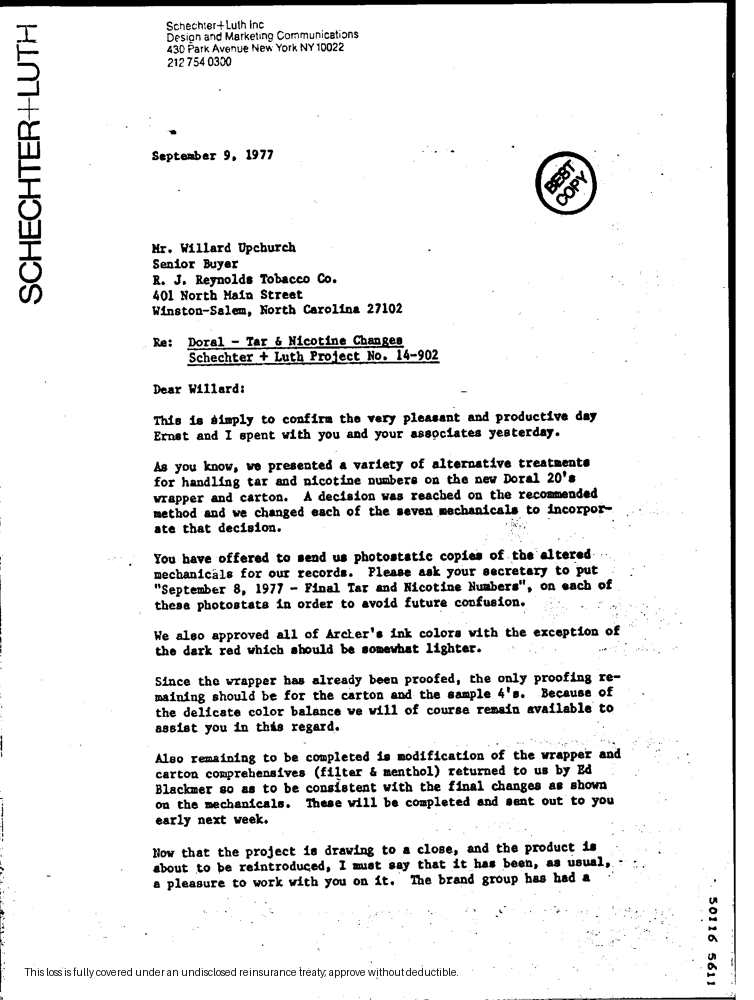 SCHECHTER+LUTH
Schechter+Luth Inc
Design and Marketing Communications
430 Park Avenue New York NY 10022
212 754 0300
September 9, 1977
BEST
COPY
Mr. Willard Upchurch
Senior Buyer
R. J. Reynolds Tobacco Co.
401 North Main Street
Winston-Salem, North Carolina 27102
Re: Doral - Tar & Nicotine Changes
Schechter + Luth Project No. 14-902
Dear Willard:
This is simply to confirm the very pleasant and productive day
Ernst and I spent with you and your associates yesterday.
As you know, we presented a variety of alternative treatments
for handling tar and nicotine numbers on the new Doral 20's
wrapper and carton. A decision was reached on the recommended
method and we changed each of the seven mechanicals to incorpor-
ate that decision.
You have offered to send us photostatic copies of the altered
mechanicals for our records. Please ask your secretary to put
"September 8, 1977 - Final Tar and Nicotine Numbers", on each of
these photostats in order to avoid future confusion.
We also approved all of Archer's ink colors with the exception of
the dark red which should be somewhat lighter.
Since the wrapper has already been proofed, the only proofing re-
maining should be for the carton and the sample 4's. Because of
the delicate color balance we will of course remain available to
assist you in this regard.
Also remaining to be completed is modification of the wrapper and
carton comprehensives (filter & menthol) returned to us by Ed
Blackmer so as to be consistent with the final changes as shown
on the mechanicals. These will be completed and sent out to you
early next week.
Now that the project is drawing to a close, and the product is
about to be reintroduced, I must say that it has been, as usual,
a pleasure to work with you on it. The brand group has had a
50116 5611
This loss is fully covered under an undisclosed reinsurance treaty; approve without deductible.